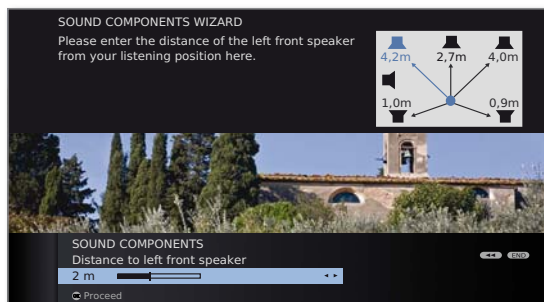 SOUND COMPONENTS WIZARD
Please enter the distance of the left front speaker
from your listening position here.
4,2m 2,7m 4,0m
1,0m 0,9m
SOUND COMPONENTS
Distance to left front speaker
2 m
END
Proceed